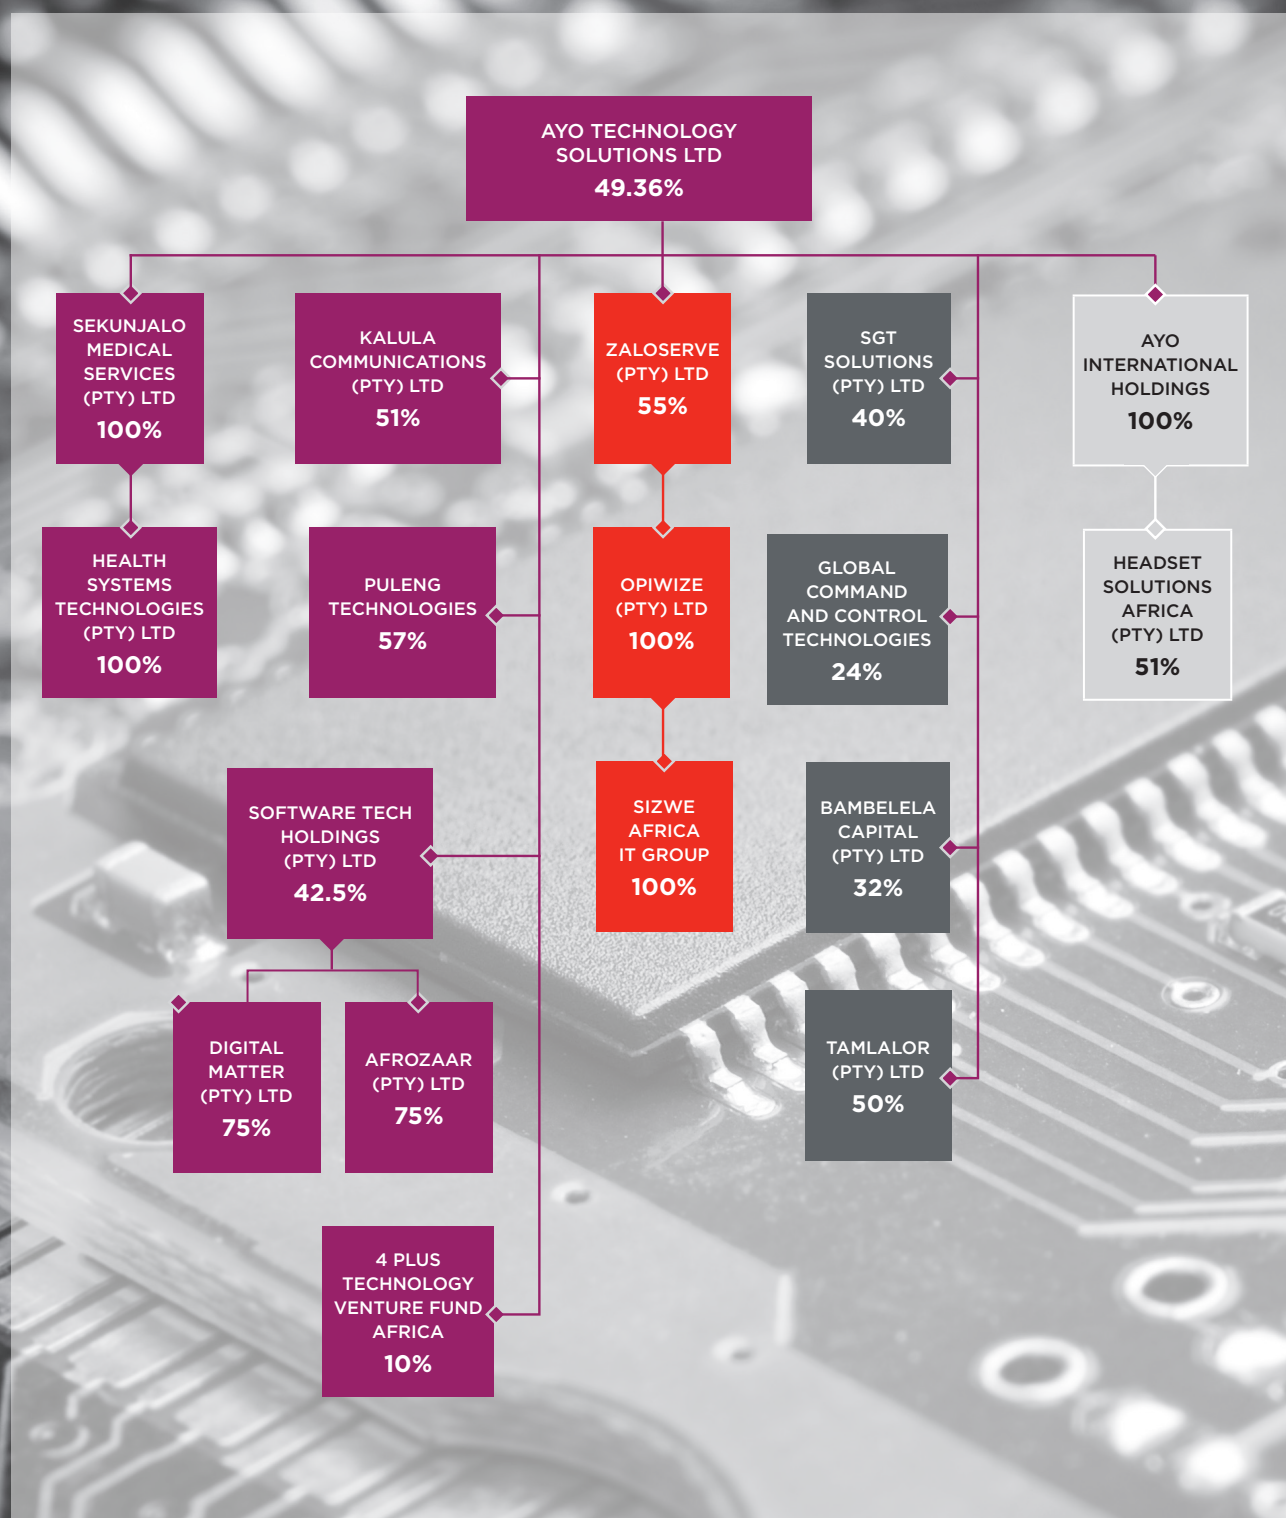 AYO TECHNOLOGY
SOLUTIONS LTD
49.36%
SEKUNJALO
MEDICAL
SERVICES
(PTY) LTD
100%
KALULA
COMMUNICATIONS
(PTY) LTD
51%
ZALOSERVE
(PTY) LTD
55%
SGT
SOLUTIONS
(PTY) LTD
40%
AYO
INTERNATIONAL
HOLDINGS
100%
HEALTH
SYSTEMS
TECHNOLOGIES
(PTY) LTD
100%
PULENG
TECHNOLOGIES
57%
OPIWIZE
(PTY) LTD
100%
GLOBAL
COMMAND
AND CONTROL
TECHNOLOGIES
24%
HEADSET
SOLUTIONS
AFRICA
(PTY) LTD
51%
SOFTWARE TECH
HOLDINGS
(PTY) LTD
42.5%
SIZWE
AFRICA
IT GROUP
100%
BAMBELELA
CAPITAL
(PTY) LTD
32%
DIGITAL
MATTER
(PTY) LTD
75%
AFROZAAR
(PTY) LTD
75%
TAMLALOR
(PTY) LTD
50%
4 PLUS
TECHNOLOGY
VENTURE FUND
AFRICA
10%